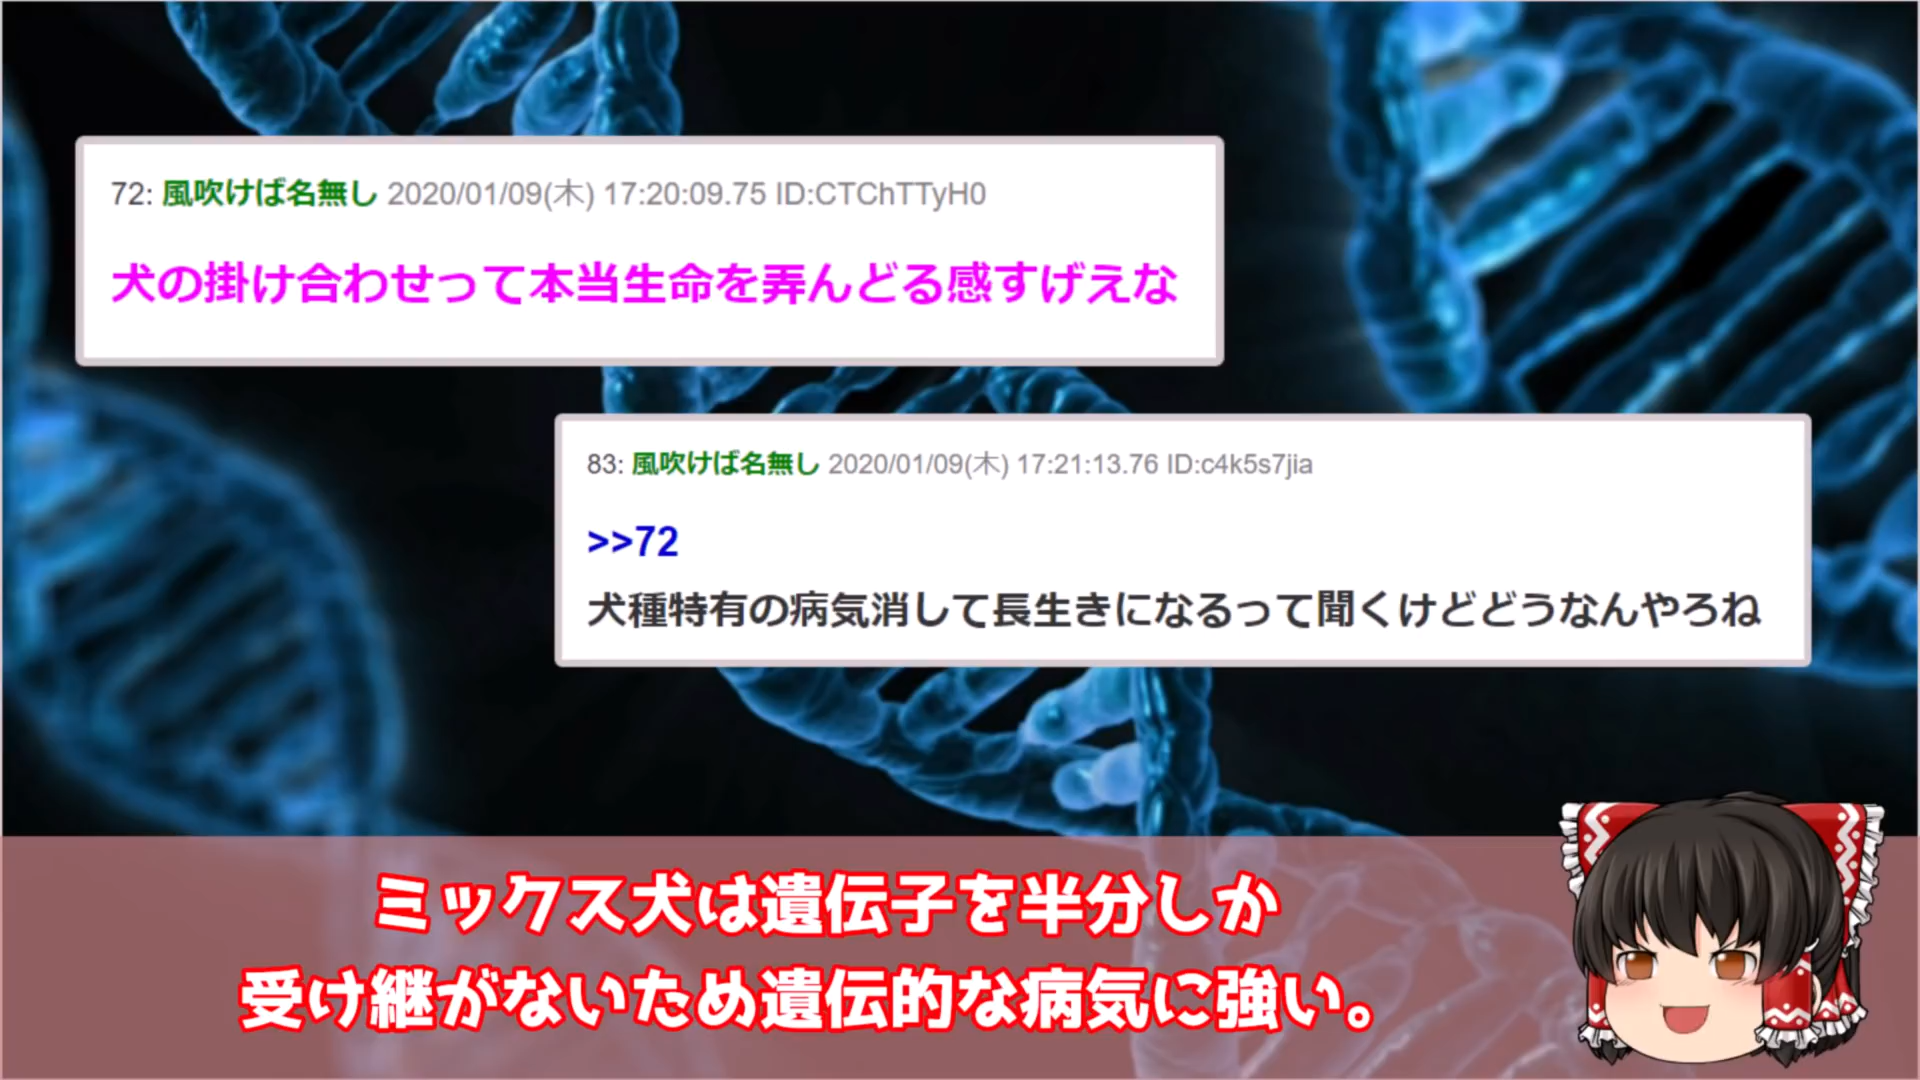 72: 風吹けば名無し 2020/01/09(木) 17:20:09.75 ID:CTChTTyH0
犬の掛け合わせって本当生命を弄んどる感すげえな
83: 風吹けば名無し 2020/01/09(木) 17:21:13.76 ID:c4k5s7jia
>>72
犬種特有の病気消して長生きになるって聞くけどどうなんやろね
ミックス犬は遺伝子を半分しか
受け継がないため遺伝的な病気に強い。